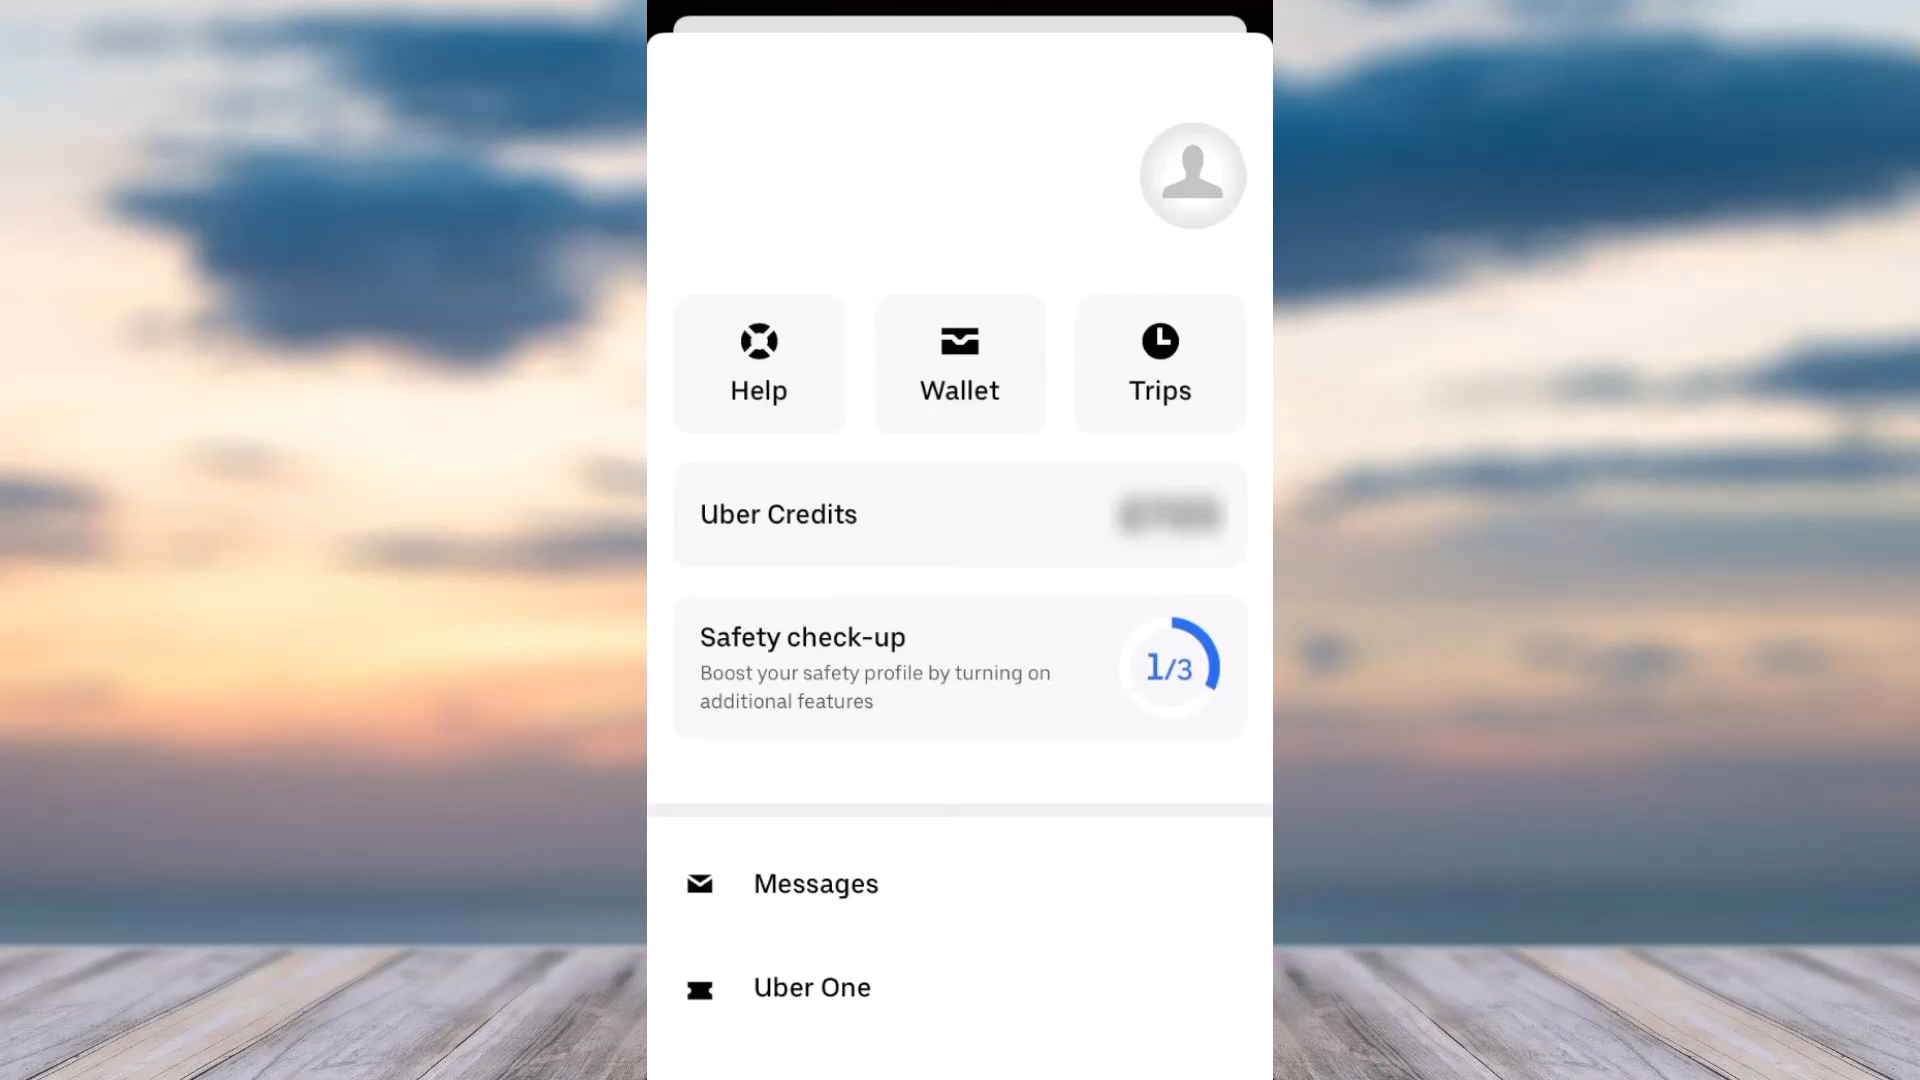 Help
Wallet
Trips
Uber Credits
Safety check-up
Boost your safety profile by turning on
additional features
1/3
Messages
Uber One